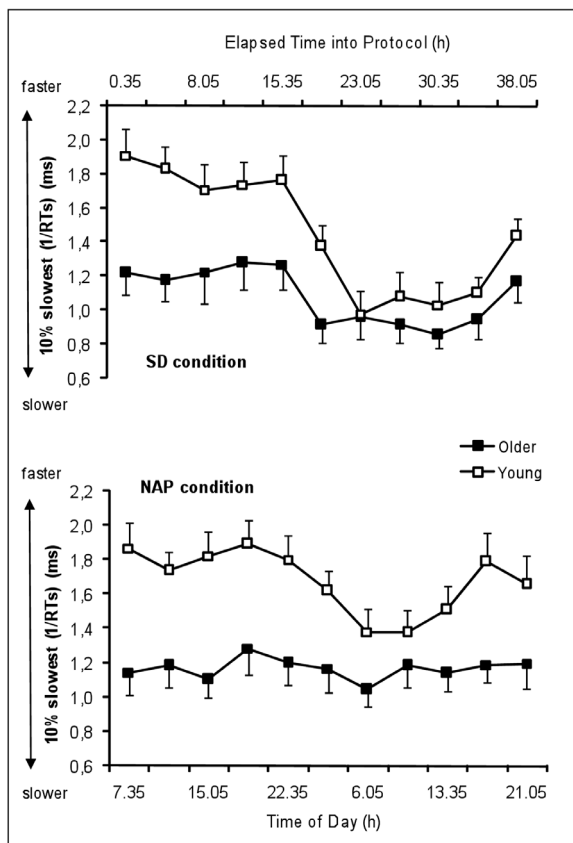 Elapsed Time into Protocol (h)
0.35 8.05 15.35 23.05 30.35 38.05
faster
2,2
2,0
1,8
1,6
1,4
1,2
1,0
0,8
0,6
10% slowest (1/RTs) (ms)
SD condition
slower
Older
Young
faster
NAP condition
2,2
2,0
1,8
1,6
1,4
1,2
1,0
0,8
0,6
10% slowest (1/RTs) (ms)
slower
7.35 15.05 22.35 6.05 13.35 21.05
Time of Day (h)